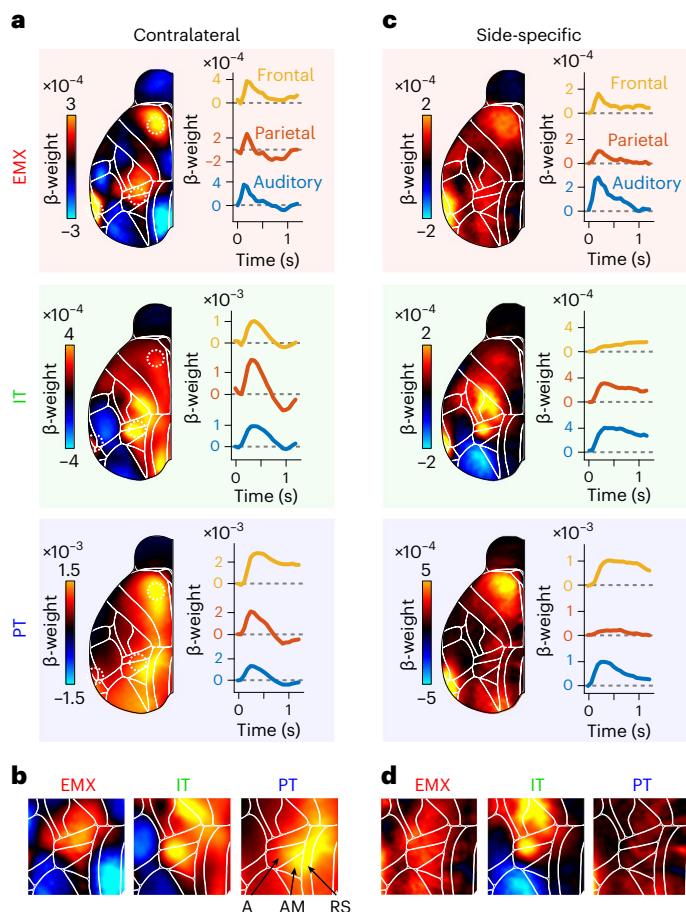 a
Contralateral
EMX
×10⁻⁴
3
β-weight
−3
×10⁻⁴
4
0
Frontal
2
−2
Parietal
4
0
Auditory
β-weight
0
1
Time (s)
IT
×10⁻⁴
4
β-weight
−4
×10⁻³
1
0
1
0
1
0
β-weight
0
1
Time (s)
PT
×10⁻³
1.5
β-weight
−1.5
×10⁻³
2
0
2
0
2
0
β-weight
0
1
Time (s)
c
Side-specific
×10⁻⁴
2
β-weight
−2
×10⁻⁴
2
0
Frontal
2
0
Parietal
2
0
Auditory
β-weight
0
1
Time (s)
×10⁻⁴
2
β-weight
−2
×10⁻⁴
4
0
4
0
4
0
β-weight
0
1
Time (s)
×10⁻⁴
5
β-weight
−5
×10⁻³
1
0
1
0
1
0
β-weight
0
1
Time (s)
b
EMX
IT
PT
A
AM
RS
d
EMX
IT
PT